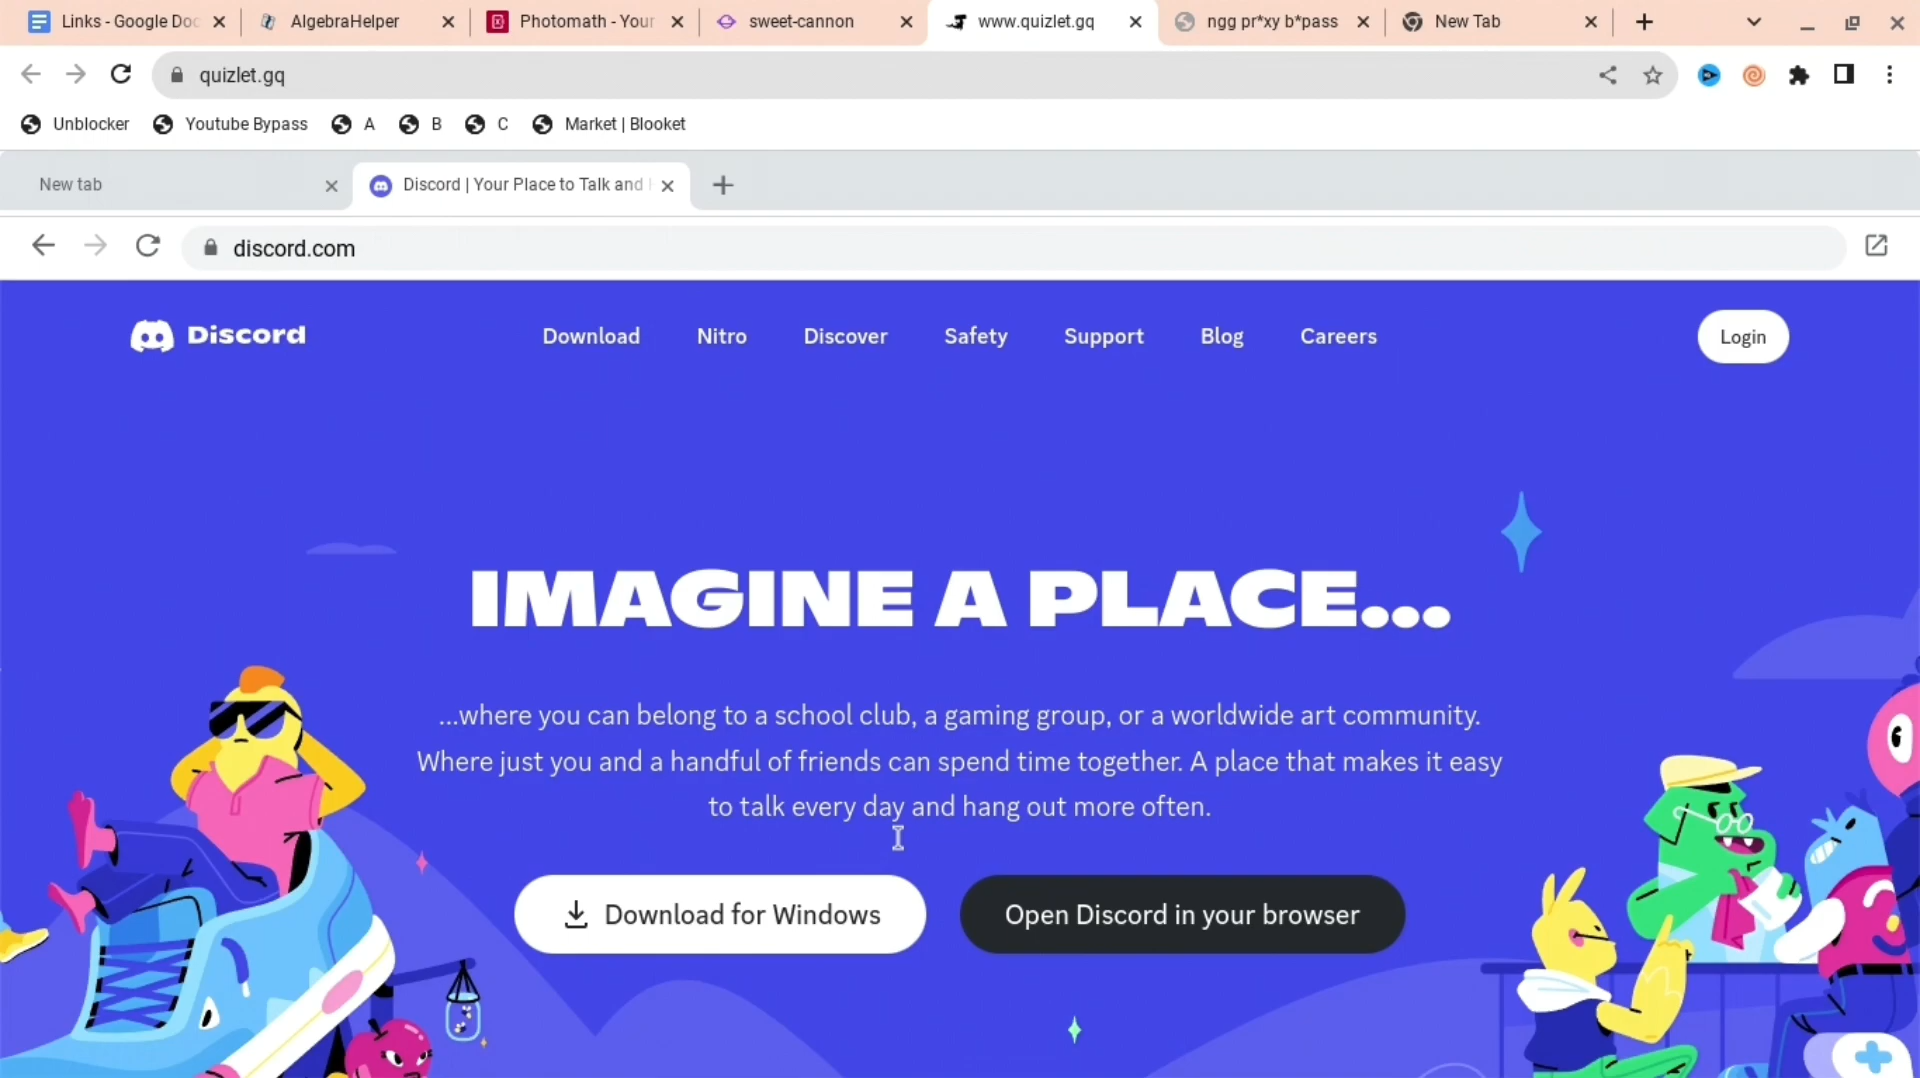 Links - Google Doc
AlgebraHelper
Photomath - Your
sweet-cannon
www.quizlet.gq
ngg pr*xy b*pass
New Tab
quizlet.gq
Unblocker
Youtube Bypass
A
B
C
Market | Blooket
New tab
Discord | Your Place to Talk and
discord.com
Discord
Download
Nitro
Discover
Safety
Support
Blog
Careers
Login
IMAGINE A PLACE...
...where you can belong to a school club, a gaming group, or a worldwide art community.
Where just you and a handful of friends can spend time together. A place that makes it easy
to talk every day and hang out more often.
Download for Windows
Open Discord in your browser